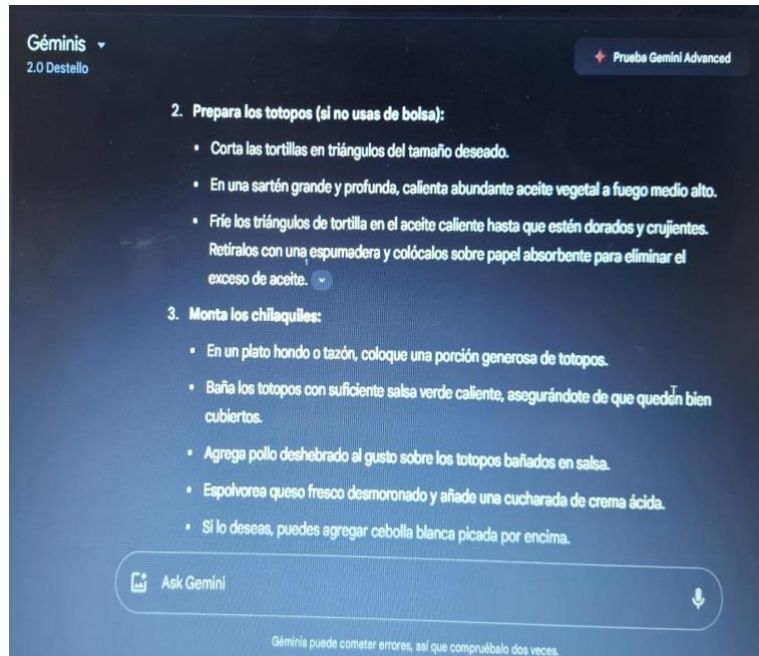 Géminis
2.0 Destello
Prueba Gemini Advanced
2. Prepara los totopos (si no usas de bolsa):
• Corta las tortillas en triángulos del tamaño deseado.
• En una sartén grande y profunda, calienta abundante aceite vegetal a fuego medio alto.
• Fríe los triángulos de tortilla en el aceite caliente hasta que estén dorados y crujientes.
Retíralos con una espumadera y colócalos sobre papel absorbente para eliminar el
exceso de aceite.
3. Monta los chilaquiles:
• En un plato hondo o tazón, coloque una porción generosa de totopos.
• Baña los totopos con suficiente salsa verde caliente, asegurándote de que queden bien
cubiertos.
• Agrega pollo deshebrado al gusto sobre los totopos bañados en salsa.
• Espolvorea queso fresco desmoronado y añade una cucharada de crema ácida.
• Si lo deseas, puedes agregar cebolla blanca picada por encima.
Ask Gemini
Géminis puede cometer errores, así que compruébalo dos veces.